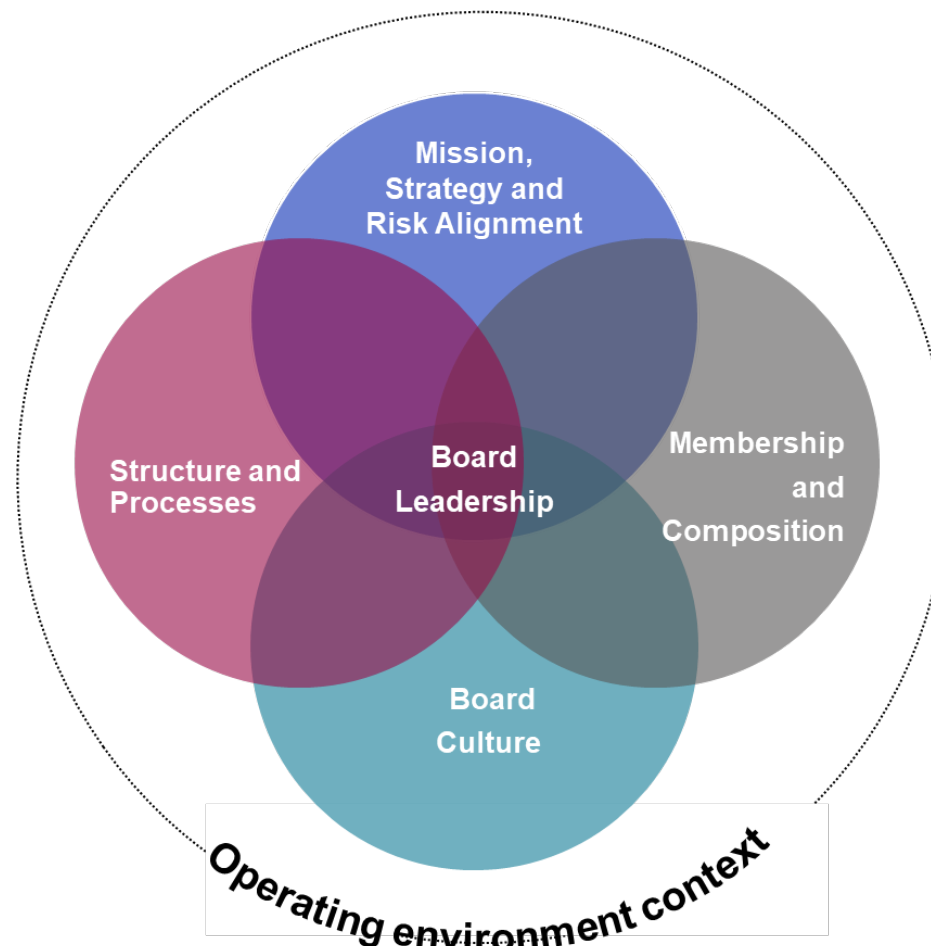 Mission,
Strategy and
Risk Alignment
Structure and
Processes
Board
Leadership
Membership
and
Composition
Board
Culture
Operating environment context